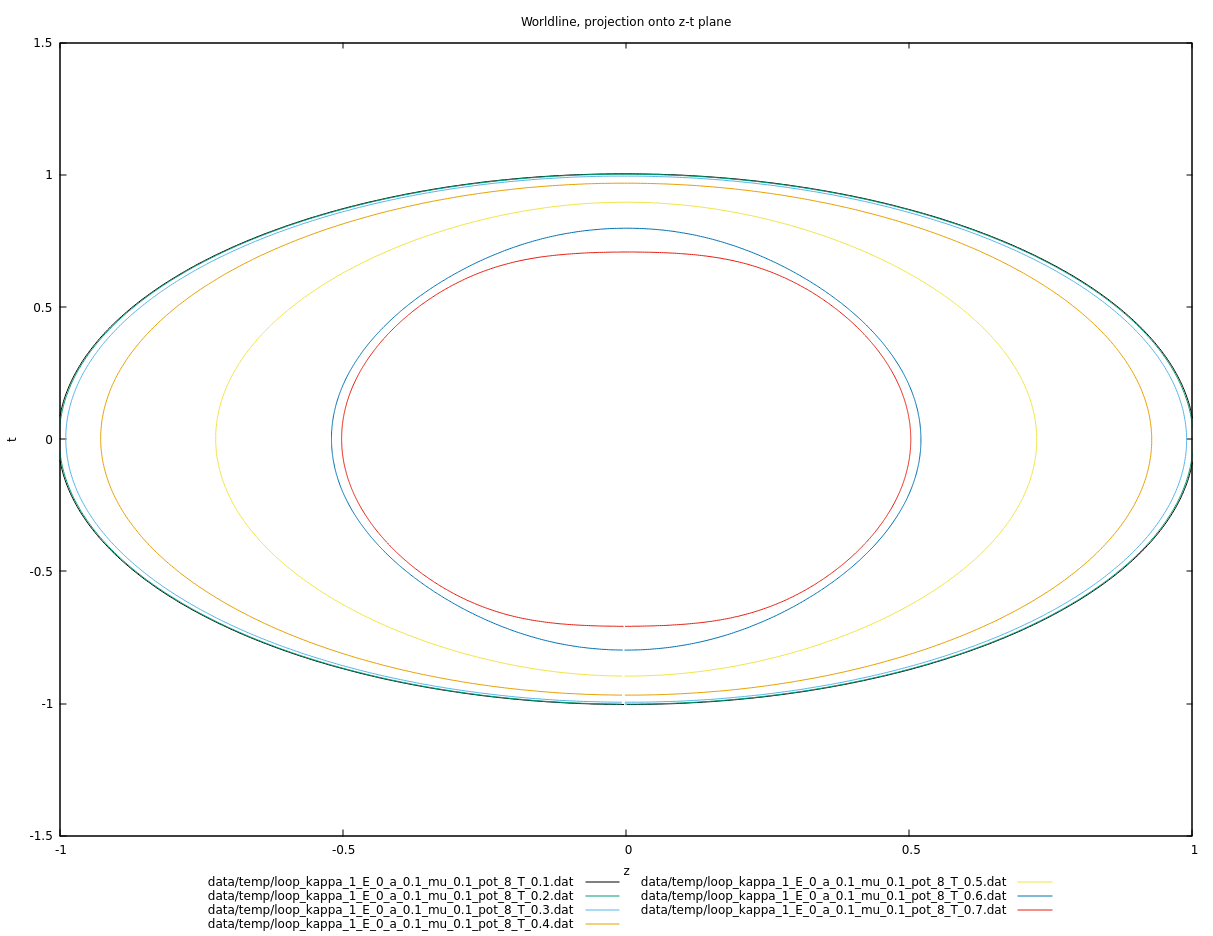 Worldline, projection onto z-t plane
1.5
1
0.5
0
-0.5
-1
-1.5
t
-1
-0.5
0
0.5
1
z
data/temp/loop_kappa_1_E_0_a_0.1_mu_0.1_pot_8_T_0.1.dat
data/temp/loop_kappa_1_E_0_a_0.1_mu_0.1_pot_8_T_0.2.dat
data/temp/loop_kappa_1_E_0_a_0.1_mu_0.1_pot_8_T_0.3.dat
data/temp/loop_kappa_1_E_0_a_0.1_mu_0.1_pot_8_T_0.4.dat
data/temp/loop_kappa_1_E_0_a_0.1_mu_0.1_pot_8_T_0.5.dat
data/temp/loop_kappa_1_E_0_a_0.1_mu_0.1_pot_8_T_0.6.dat
data/temp/loop_kappa_1_E_0_a_0.1_mu_0.1_pot_8_T_0.7.dat